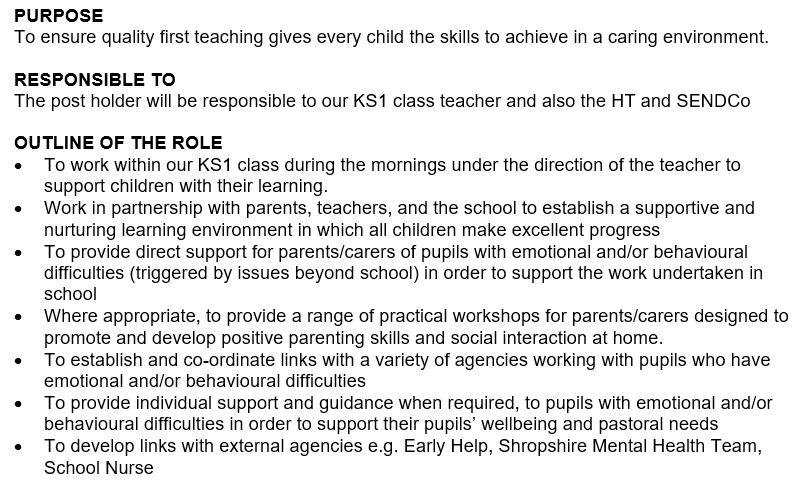 PURPOSE
To ensure quality first teaching gives every child the skills to achieve in a caring environment.
RESPONSIBLE TO
The post holder will be responsible to our KS1 class teacher and also the HT and SENDCo
OUTLINE OF THE ROLE
• To work within our KS1 class during the mornings under the direction of the teacher to
support children with their learning.
• Work in partnership with parents, teachers, and the school to establish a supportive and
nurturing learning environment in which all children make excellent progress
• To provide direct support for parents/carers of pupils with emotional and/or behavioural
difficulties (triggered by issues beyond school) in order to support the work undertaken in
school
• Where appropriate, to provide a range of practical workshops for parents/carers designed to
promote and develop positive parenting skills and social interaction at home.
• To establish and co-ordinate links with a variety of agencies working with pupils who have
emotional and/or behavioural difficulties
• To provide individual support and guidance when required, to pupils with emotional and/or
behavioural difficulties in order to support their pupils’ wellbeing and pastoral needs
• To develop links with external agencies e.g. Early Help, Shropshire Mental Health Team,
School Nurse